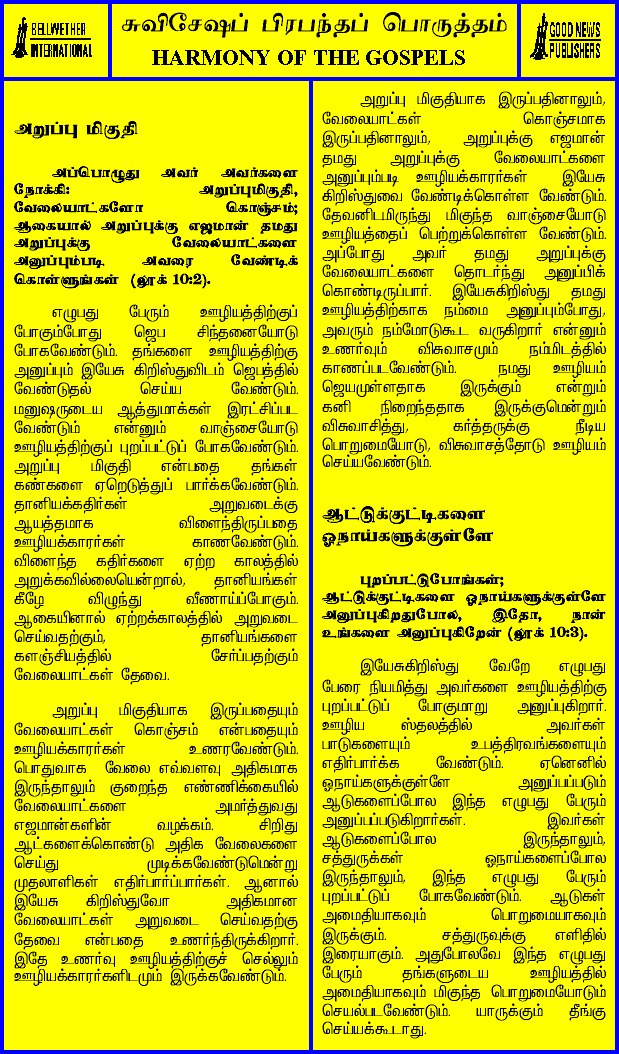 BELLWETHER
INTERNATIONAL
சுவிசேஷப் பிரபந்தப் பொருத்தம்
HARMONY OF THE GOSPELS
GOOD NEWS
PUBLISHERS
அறுப்பு மிகுதி
அப்பொழுது அவர் அவர்களை
நோக்கி: அறுப்புமிகுதி,
வேலையாட்களோ கொஞ்சம்;
ஆகையால் அறுப்புக்கு எஜமான் தமது
அறுப்புக்கு வேலையாட்களை
அனுப்பும்படி அவரை வேண்டிக்
கொள்ளுங்கள் (லூக் 10:2).
எழுபது பேரும் ஊழியத்திற்குப்
போகும்போது ஜெப சிந்தனையோடு
போகவேண்டும். தங்களை ஊழியத்திற்கு
அனுப்பும் இயேசு கிறிஸ்துவிடம் ஜெபத்தில்
வேண்டுதல் செய்ய வேண்டும்.
மனுஷருடைய ஆத்துமாக்கள் இரட்சிப்பட
வேண்டும் என்னும் வாஞ்சையோடு
ஊழியத்திற்குப் புறப்பட்டுப் போகவேண்டும்.
அறுப்பு மிகுதி என்பதை தங்கள்
கண்களை ஏறெடுத்துப் பார்க்கவேண்டும்.
தானியக்கதிர்கள் அறுவடைக்கு
ஆயத்தமாக விளைந்திருப்பதை
ஊழியக்காரர்கள் காணவேண்டும்.
விளைந்த கதிர்களை ஏற்ற காலத்தில்
அறுக்கவில்லையென்றால், தானியங்கள்
கீழே விழுந்து வீணாய்ப்போகும்.
ஆகையினால் ஏற்றக்காலத்தில் அறுவடை
செய்வதற்கும், தானியங்களை
களஞ்சியத்தில் சேர்ப்பதற்கும்
வேலையாட்கள் தேவை.
அறுப்பு மிகுதியாக இருப்பதையும்
வேலையாட்கள் கொஞ்சம் என்பதையும்
ஊழியக்காரர்கள் உணரவேண்டும்.
பொதுவாக வேலை எவ்வளவு அதிகமாக
இருந்தாலும் குறைந்த எண்ணிக்கையில்
வேலையாட்களை அமர்த்துவது
எஜமான்களின் வழக்கம். சிறிது
ஆட்களைக்கொண்டு அதிக வேலைகளை
செய்து முடிக்கவேண்டுமென்று
முதலாளிகள் எதிர்பார்ப்பார்கள். ஆனால்
இயேசு கிறிஸ்துவோ அதிகமான
வேலையாட்கள் அறுவடை செய்வதற்கு
தேவை என்பதை உணர்ந்திருக்கிறார்.
இதே உணர்வு ஊழியத்திற்குச் செல்லும்
ஊழியக்காரர்களிடமும் இருக்கவேண்டும்.
அறுப்பு மிகுதியாக இருப்பதினாலும்,
வேலையாட்கள் கொஞ்சமாக
இருப்பதினாலும், அறுப்புக்கு எஜமான்
தமது அறுப்புக்கு வேலையாட்களை
அனுப்பும்படி ஊழியக்காரர்கள் இயேசு
கிறிஸ்துவை வேண்டிக்கொள்ள வேண்டும்.
தேவனிடமிருந்து மிகுந்த வாஞ்சையோடு
ஊழியத்தைப் பெற்றுக்கொள்ள வேண்டும்.
அப்போது அவர் தமது அறுப்புக்கு
வேலையாட்களை தொடர்ந்து அனுப்பிக்
கொண்டிருப்பார். இயேசுகிறிஸ்து தமது
ஊழியத்திற்காக நம்மை அனுப்பும்போது,
அவரும் நம்மோடுகூட வருகிறார் என்னும்
உணர்வும் விசுவாசமும் நம்மிடத்தில்
காணப்படவேண்டும். நமது ஊழியம்
ஜெயமுள்ளதாக இருக்கும் என்றும்
கனி நிறைந்ததாக இருக்குமென்றும்
விசுவாசித்து, கர்த்தருக்கு நீடிய
பொறுமையோடு, விசுவாசத்தோடு ஊழியம்
செய்யவேண்டும்.
ஆட்டுக்குட்டிகளை
ஓநாய்களுக்குள்ளே
புறப்பட்டுபோங்கள்;
ஆட்டுக்குட்டிகளை ஓநாய்களுக்குள்ளே
அனுப்புகிறதுபோல, இதோ, நான்
உங்களை அனுப்புகிறேன் (லூக் 10:3).
இயேசுகிறிஸ்து வேறே எழுபது
பேரை நியமித்து அவர்களை ஊழியத்திற்கு
புறப்பட்டுப் போகுமாறு அனுப்புகிறார்.
ஊழிய ஸ்தலத்தில் அவர்கள்
பாடுகளையும் உபத்திரவங்களையும்
எதிர்பார்க்க வேண்டும். ஏனெனில்
ஓநாய்களுக்குள்ளே அனுப்பப்படும்
ஆடுகளைப்போல இந்த எழுபது பேரும்
அனுப்பப்படுகிறார்கள். இவர்கள்
ஆடுகளைப்போல இருந்தாலும்,
சத்துருக்கள் ஓநாய்களைப்போல
இருந்தாலும், இந்த எழுபது பேரும்
புறப்பட்டுப் போகவேண்டும். ஆடுகள்
அமைதியாகவும் பொறுமையாகவும்
இருக்கும். சத்துருவுக்கு எளிதில்
இரையாகும். அதுபோலவே இந்த எழுபது
பேரும் தங்களுடைய ஊழியத்தில்
அமைதியாகவும் மிகுந்த பொறுமையோடும்
செயல்படவேண்டும். யாருக்கும் தீங்கு
செய்யக்கூடாது.